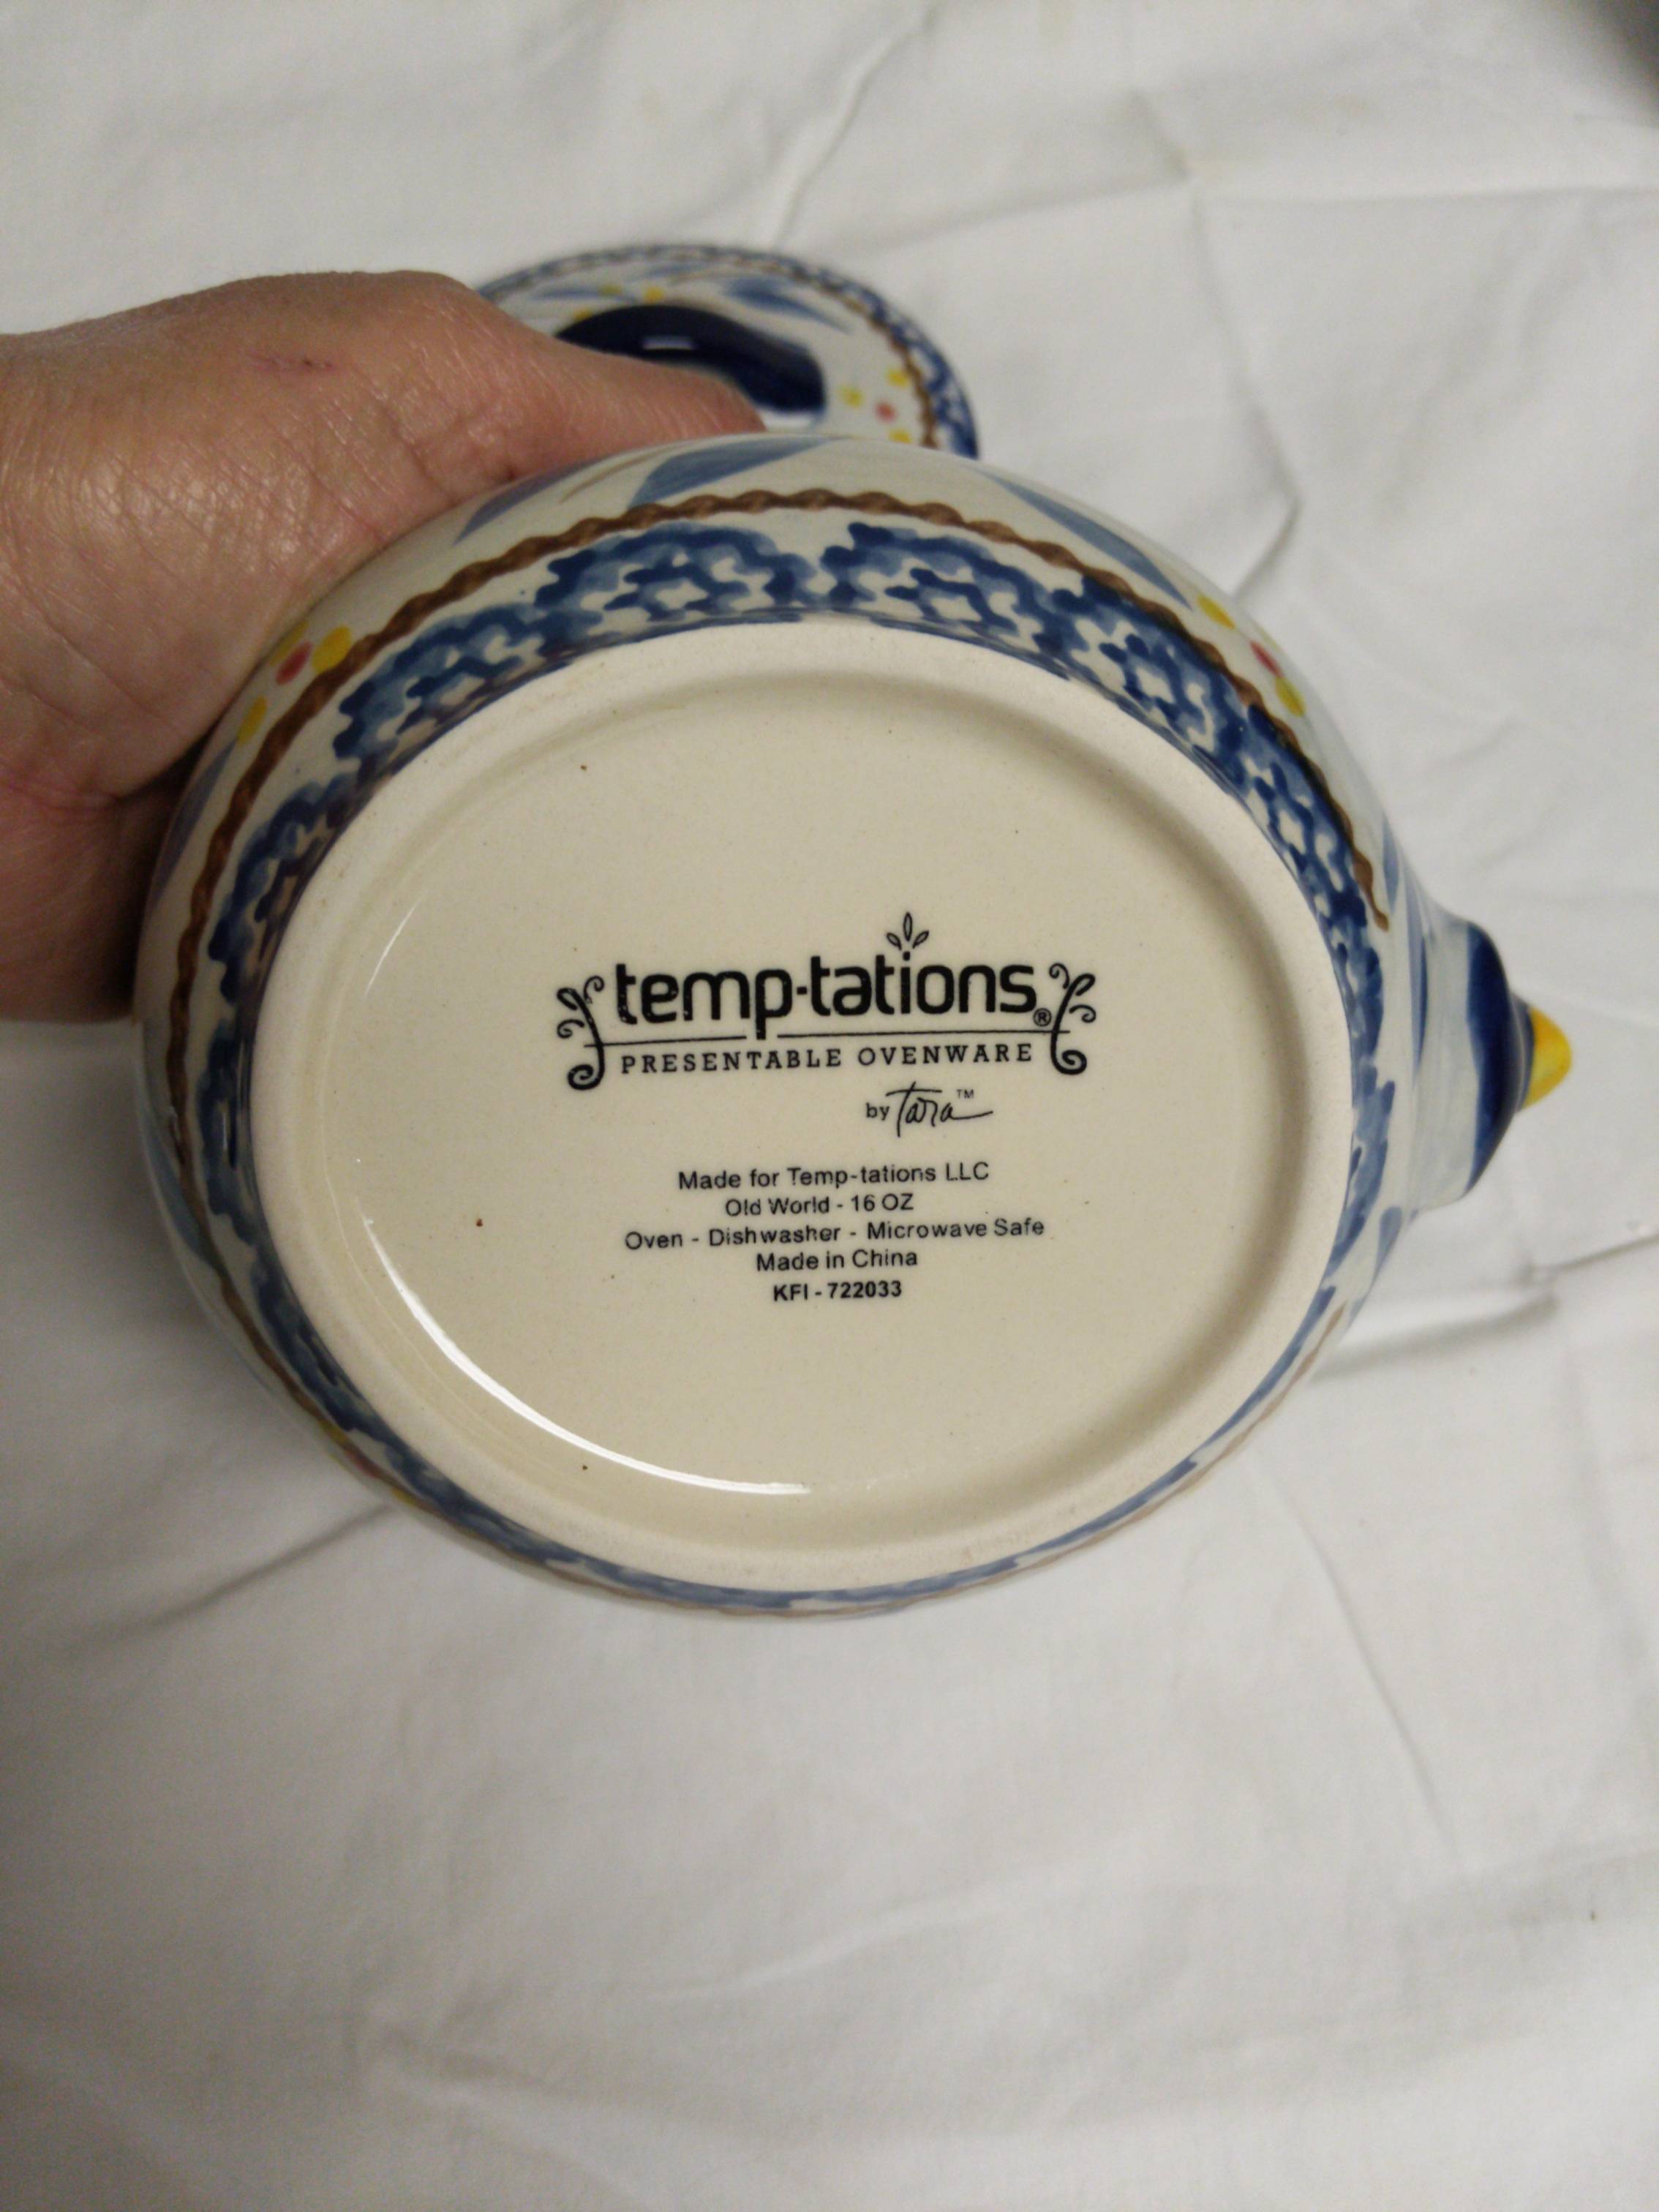 temp-tations®
PRESENTABLE OVENWARE
by Tara™
Made for Temp-tations LLC
Old World - 16 OZ
Oven - Dishwasher - Microwave Safe
Made in China
KFI - 722033